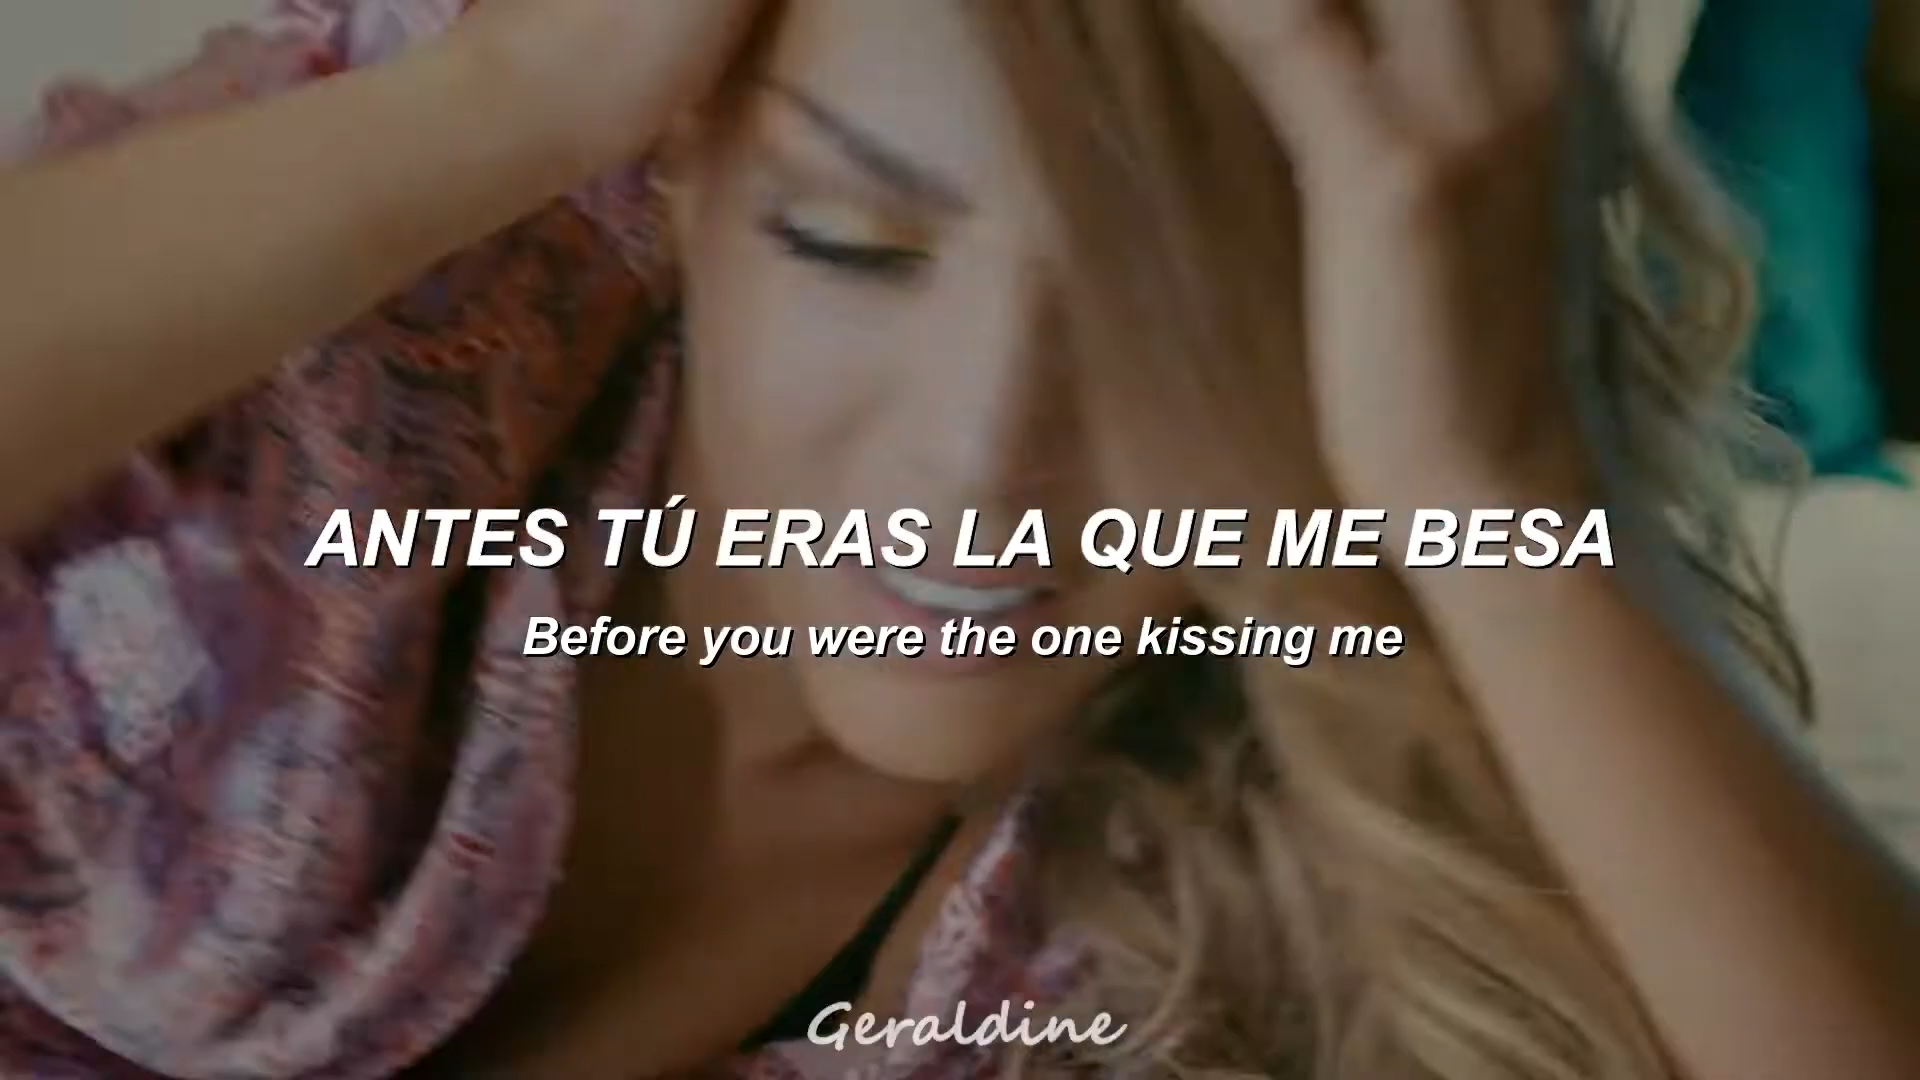 ANTES TÚ ERAS LA QUE ME BESA
Before you were the one kissing me
Geraldine